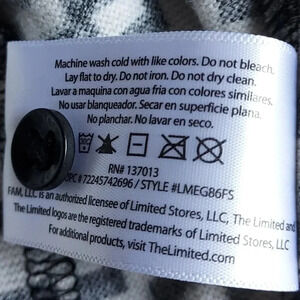 Machine wash cold with like colors. Do not bleach.
Lay flat to dry. Do not iron. Do not dry clean.
Lavar a maquina con agua fria con colores similares.
No usar blanqueador. Secar en superficie plana.
No planchar. No lavar en seco.
RN# 137013
PC# 72245742696 / STYLE #LMEG86FS
FAM, LLC is an authorized licensee of Limited Stores, LLC, The Limited and
The Limited logos are the registered trademarks of Limited Stores, LLC.
For additional products, visit TheLimited.com